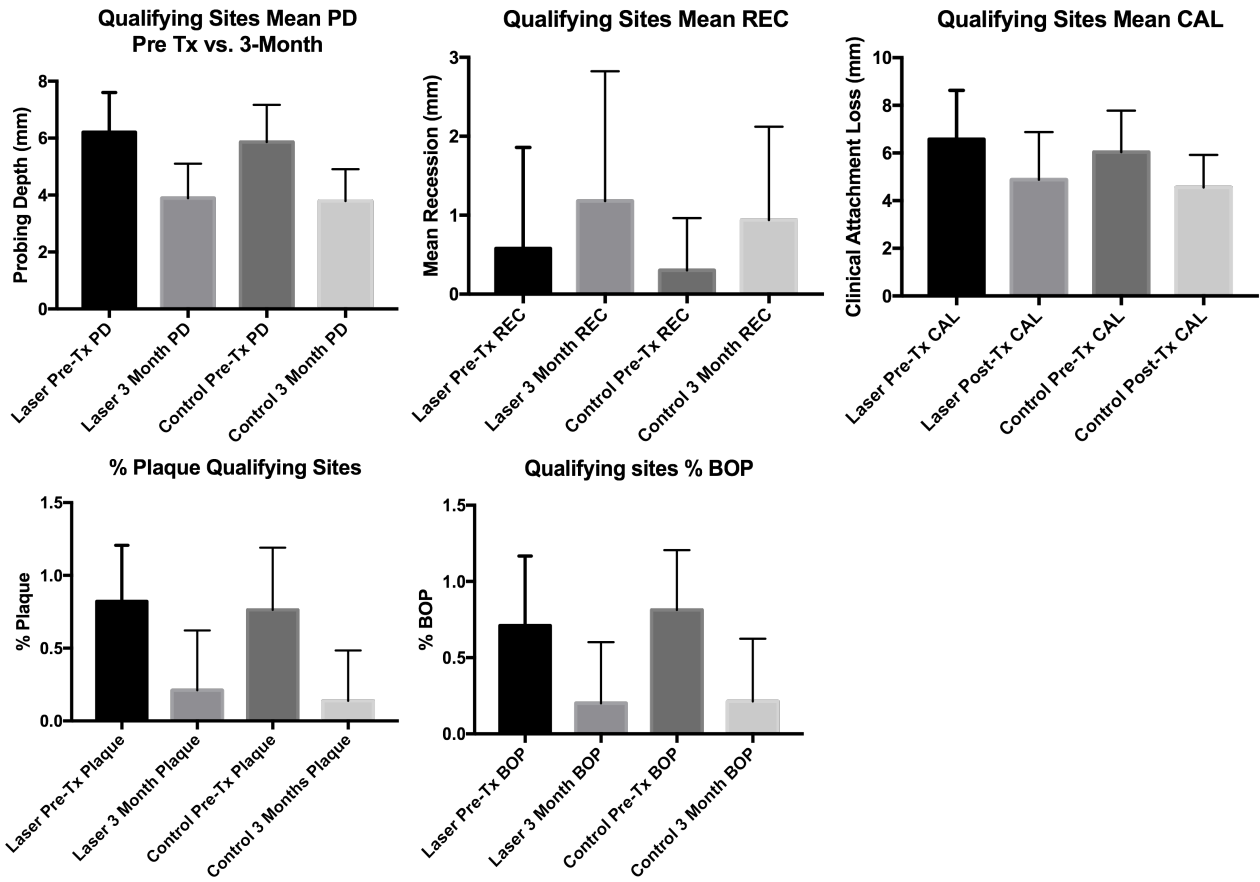 Qualifying Sites Mean PD
Pre Tx vs. 3-Month
Probing Depth (mm)
8
6
4
2
0
Laser Pre-Tx PD
Laser 3 Month PD
Control Pre-Tx PD
Control 3 Month PD
Qualifying Sites Mean REC
Mean Recession (mm)
3
2
1
0
Laser Pre-Tx REC
Laser 3 Month REC
Control Pre-Tx REC
Control 3 Month REC
Qualifying Sites Mean CAL
Clinical Attachment Loss (mm)
10
8
6
4
2
0
Laser Pre-Tx CAL
Laser Post-Tx CAL
Control Pre-Tx CAL
Control Post-Tx CAL
% Plaque Qualifying Sites
% Plaque
1.5
1.0
0.5
0.0
Laser Pre-Tx Plaque
Laser 3 Month Plaque
Control Pre-Tx Plaque
Control 3 Months Plaque
Qualifying sites % BOP
% BOP
1.5
1.0
0.5
0.0
Laser Pre-Tx BOP
Laser 3 Month BOP
Control Pre-Tx BOP
Control 3 Month BOP